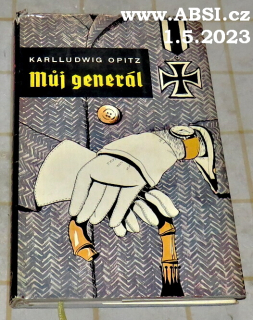 www.ABSI.cz
1.5.2023
KARLLUDWIG OPITZ
Můj generál